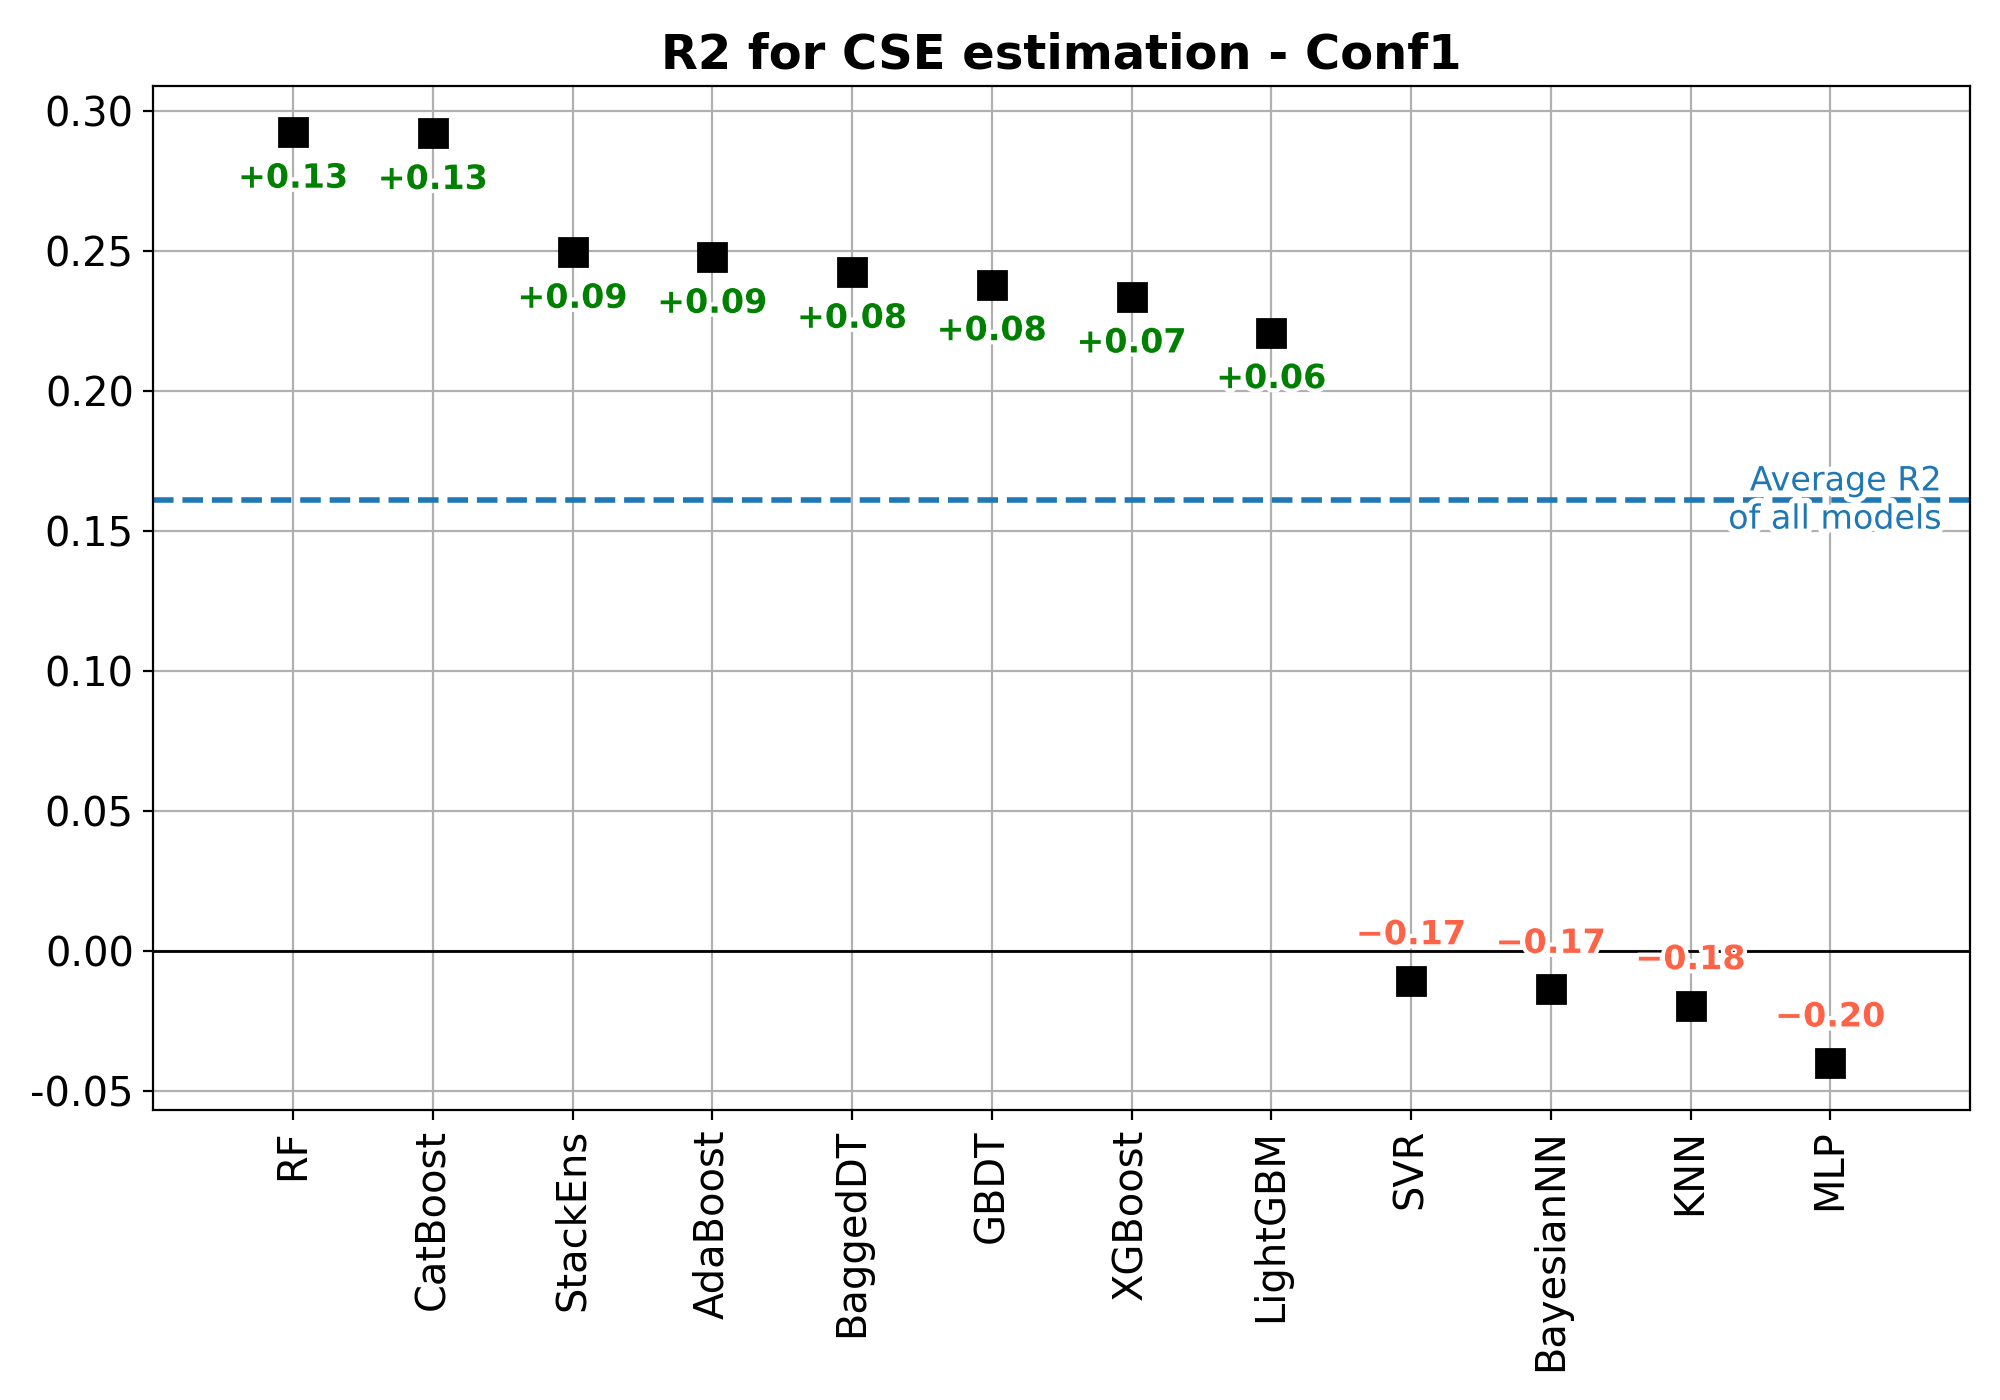 R2 for CSE estimation - Conf1
0.30
0.25
0.20
0.15
0.10
0.05
0.00
-0.05
+0.13
+0.13
+0.09
+0.09
+0.08
+0.08
+0.07
+0.06
Average R2
of all models
−0.17
−0.17
−0.18
−0.20
RF
CatBoost
StackEns
AdaBoost
BaggedDT
GBDT
XGBoost
LightGBM
SVR
BayesianNN
KNN
MLP